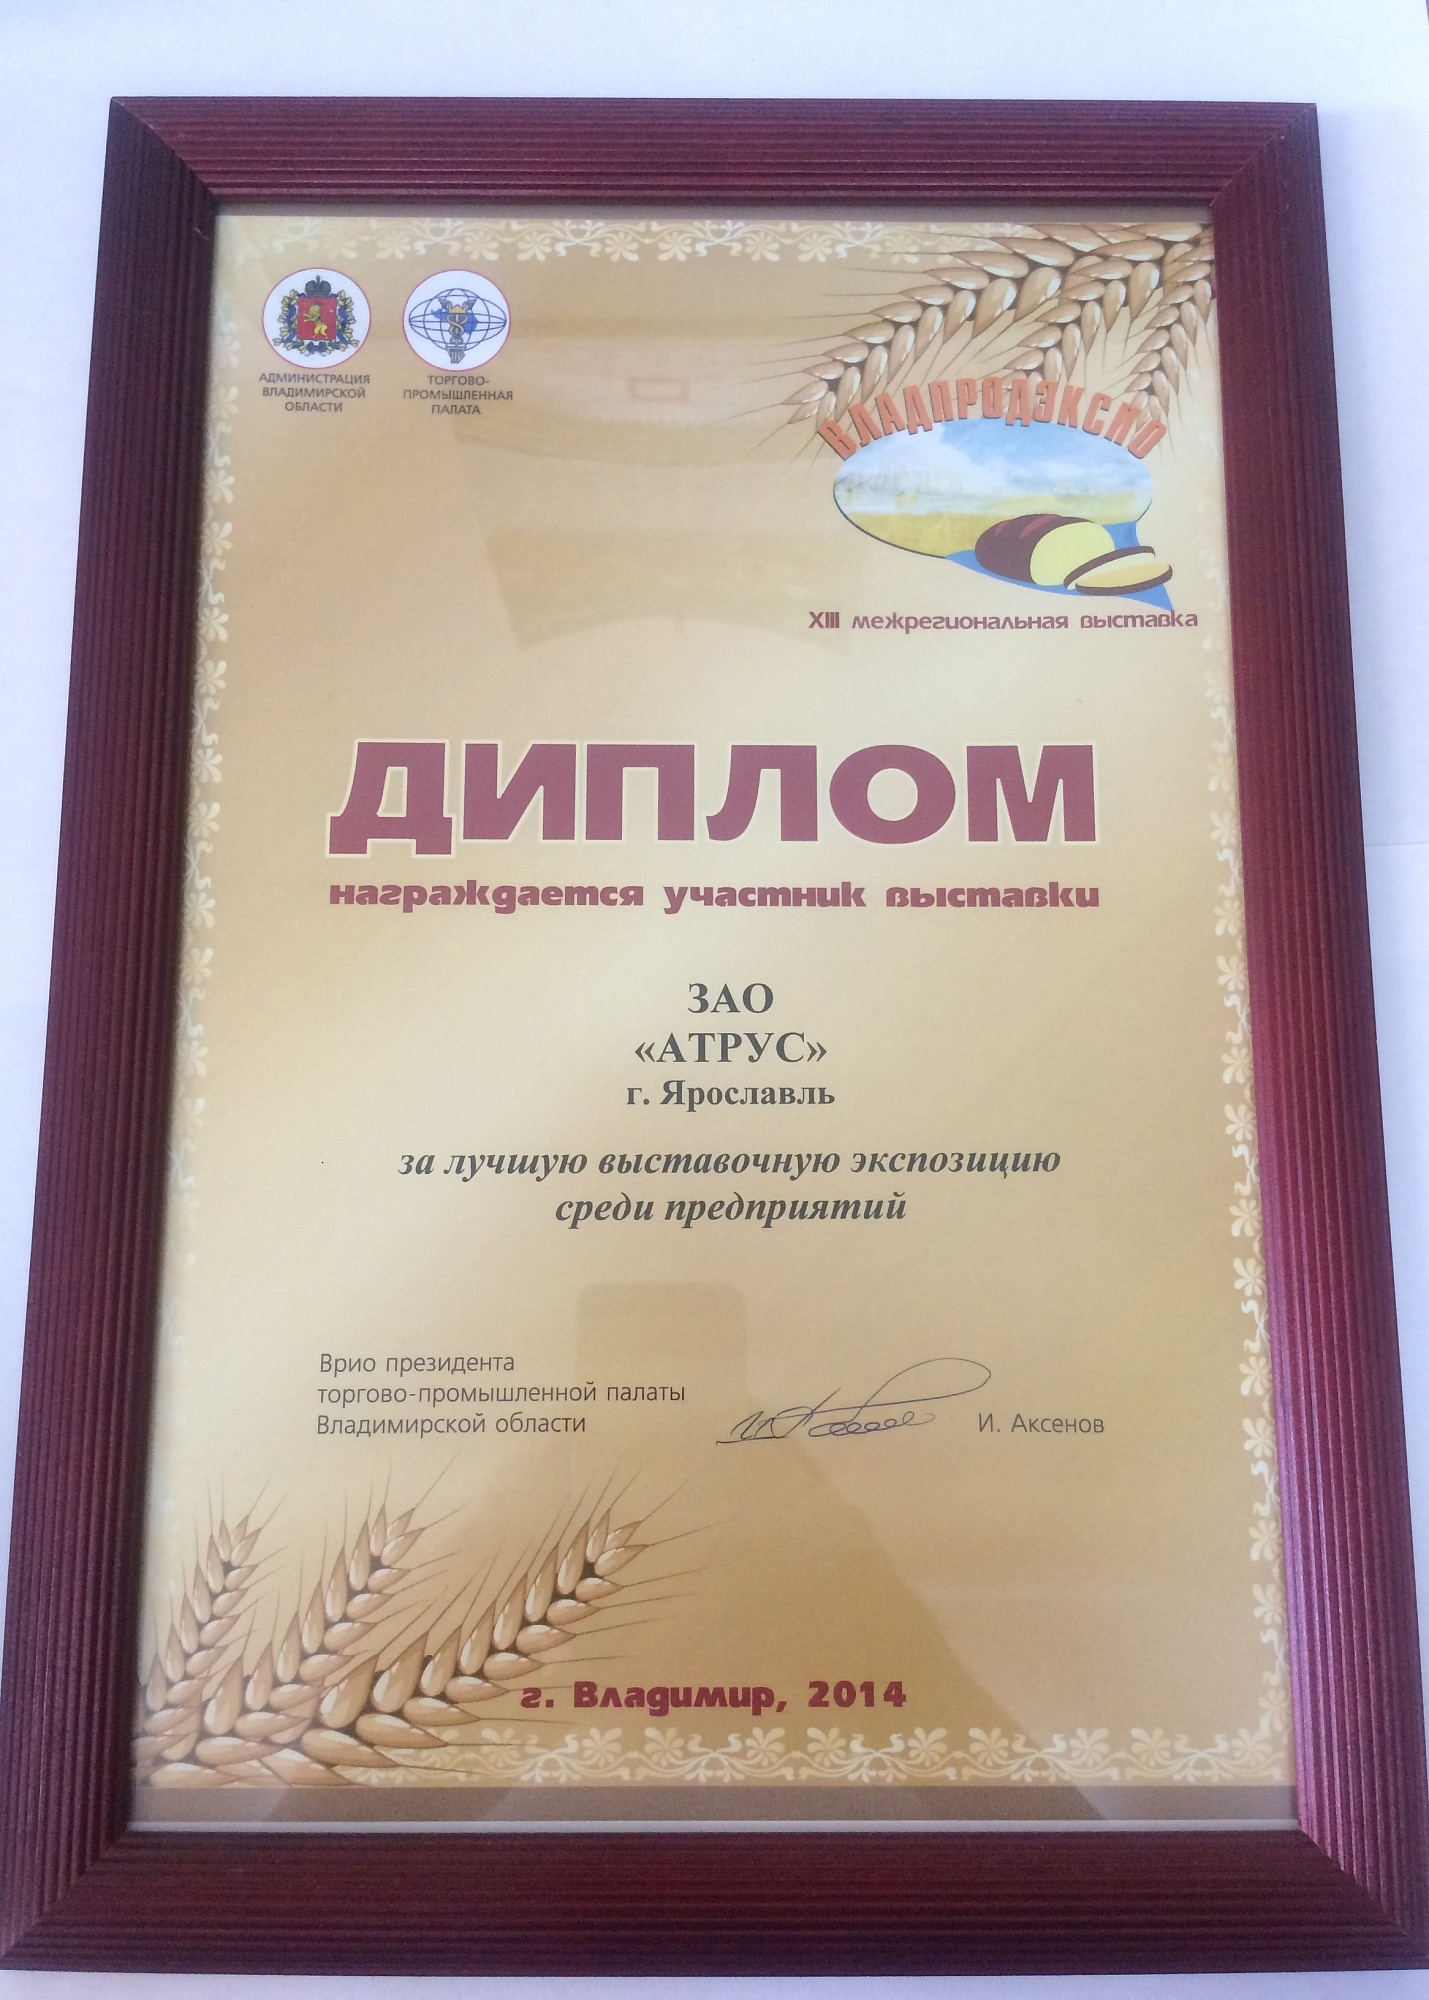 АДМИНИСТРАЦИЯ
ВЛАДИМИРСКОЙ
ОБЛАСТИ
ТОРГОВО-
ПРОМЫШЛЕННАЯ
ПАЛАТА
ВЛАДПРОДЭКСПО
XIII межрегиональная выставка
ДИПЛОМ
награждается участник выставки
ЗАО
«АТРУС»
г. Ярославль
за лучшую выставочную экспозицию
среди предприятий
Врио президента
торгово-промышленной палаты
Владимирской области
И. Аксенов
г. Владимир, 2014